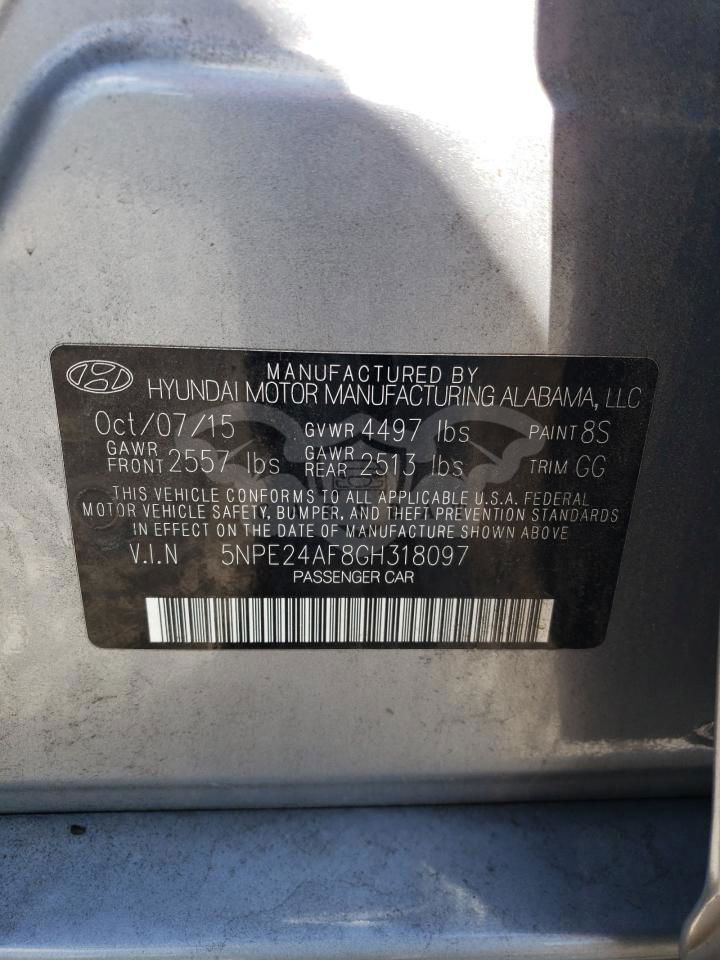 MANUFACTURED BY
HYUNDAI MOTOR MANUFACTURING ALABAMA, LLC
Oct/07/15 GVWR 4497 lbs PAINT 8S
GAWR FRONT 2557 lbs GAWR REAR 2513 lbs TRIM GG
THIS VEHICLE CONFORMS TO ALL APPLICABLE U.S.A. FEDERAL
MOTOR VEHICLE SAFETY, BUMPER, AND THEFT PREVENTION STANDARDS
IN EFFECT ON THE DATE OF MANUFACTURE SHOWN ABOVE
V.I.N 5NPE24AF8GH318097
PASSENGER CAR